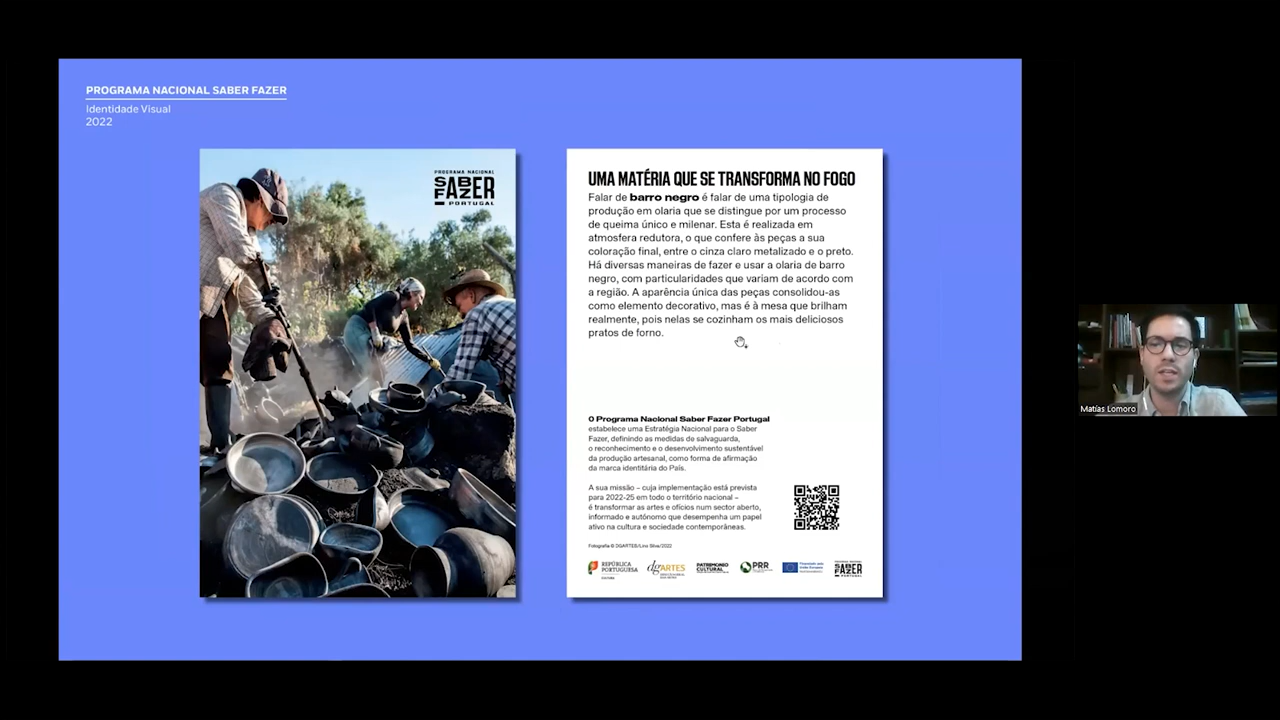 PROGRAMA NACIONAL SABER FAZER
Identidade Visual
2022
PROGRAMA NACIONAL
SABER
FAZER
PORTUGAL
UMA MATÉRIA QUE SE TRANSFORMA NO FOGO
Falar de barro negro é falar de uma tipologia de
produção em olaria que se distingue por um processo
de queima único e milenar. Esta é realizada em
atmosfera redutora, o que confere às peças a sua
coloração final, entre o cinza claro metalizado e o preto.
Há diversas maneiras de fazer e usar a olaria de barro
negro, com particularidades que variam de acordo com
a região. A aparência única das peças consolidou-as
como elemento decorativo, mas é à mesa que brilham
realmente, pois nelas se cozinham os mais deliciosos
pratos de forno.
O Programa Nacional Saber Fazer Portugal
estabelece uma Estratégia Nacional para o Saber
Fazer, definindo as medidas de salvaguarda,
o reconhecimento e o desenvolvimento sustentável
da produção artesanal, como forma de afirmação
da marca identitária do País.
A sua missão – cuja implementação está prevista
para 2022-25 em todo o território nacional –
é transformar as artes e ofícios num sector aberto,
informado e autónomo que desempenha um papel
ativo na cultura e sociedade contemporâneas.
Fotografia © DGARTES/Lino Silva/2022
REPÚBLICA
PORTUGUESA
CULTURA
dgARTES
PATRIMÓNIO
CULTURAL
PRR
Financiado pela
União Europeia
PROGRAMA NACIONAL
SABER
FAZER
PORTUGAL
Matías Lomoro